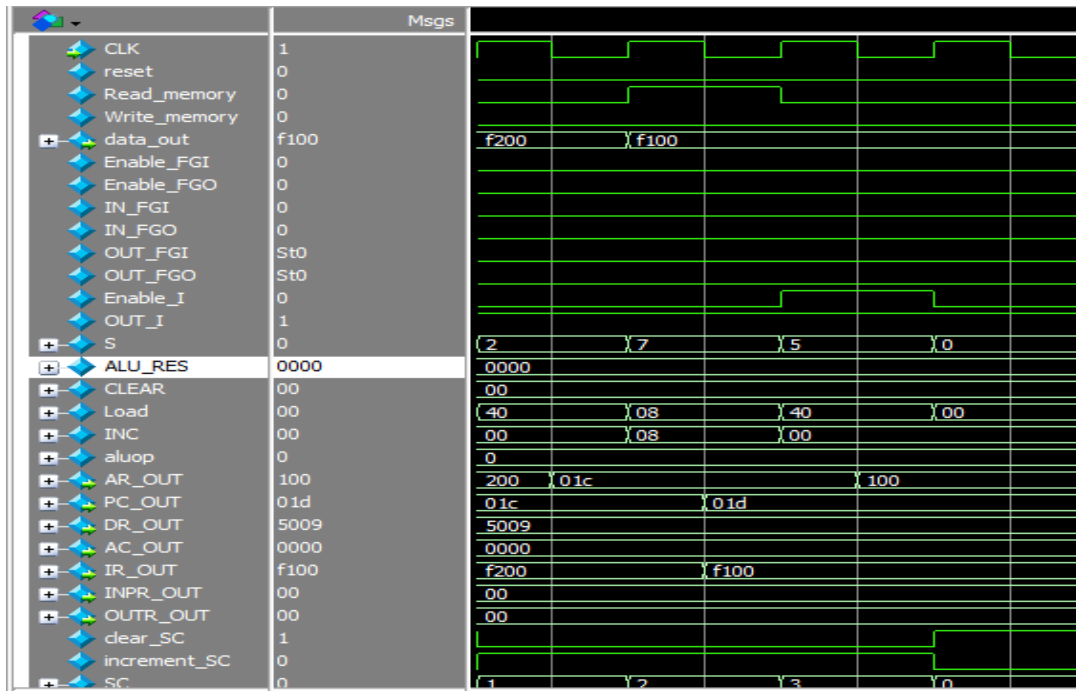 Msgs
CLK 1
reset 0
Read_memory 0
Write_memory 0
data_out f100 f200 f100
Enable_FGI 0
Enable_FGO 0
IN_FGI 0
IN_FGO 0
OUT_FGI St0
OUT_FGO St0
Enable_I 0
OUT_I 1
S 0 2 7 5 0
ALU_RES 0000 0000
CLEAR 00 00
Load 00 40 08 40 00
INC 00 00 08 00
aluop 0 0
AR_OUT 100 200 01c 100
PC_OUT 01d 01c 01d
DR_OUT 5009 5009
AC_OUT 0000 0000
IR_OUT f100 f200 f100
INPR_OUT 00 00
OUTR_OUT 00 00
clear_SC 1
increment_SC 0
SC 0 1 2 3 0